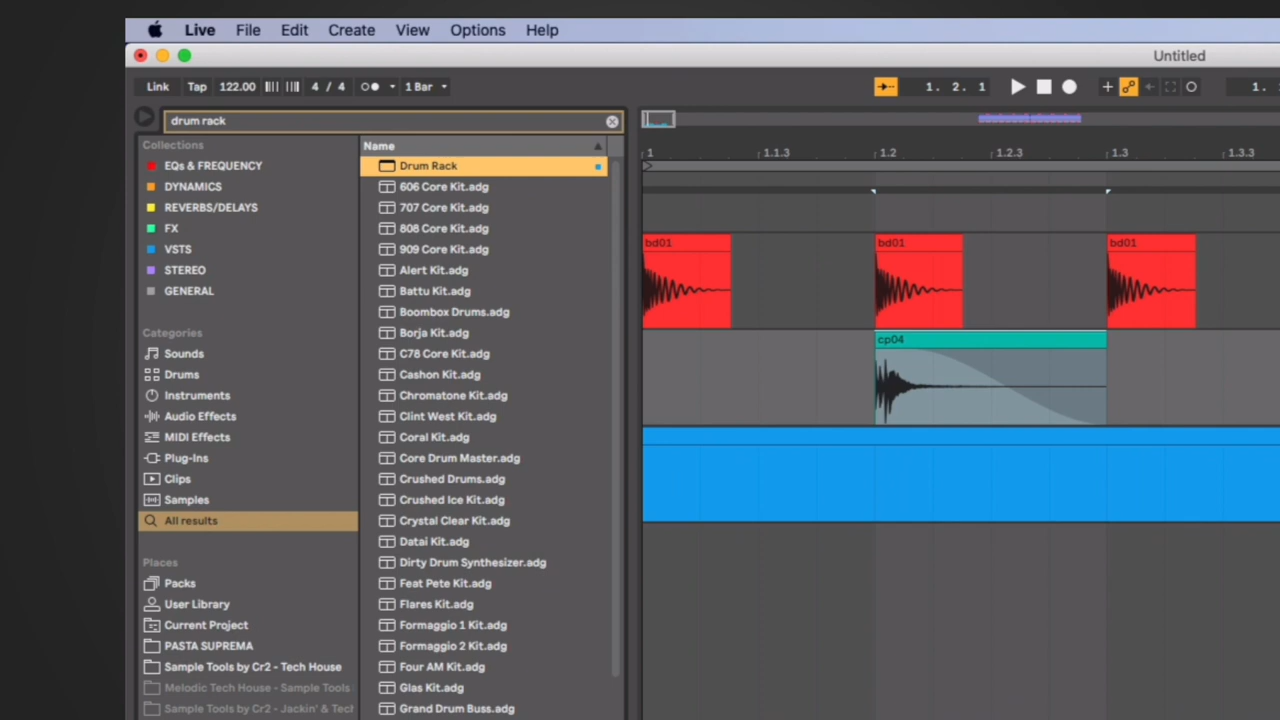 Live File Edit Create View Options Help
Untitled
Link Tap 122.00 4 / 4 1 Bar 1. 2. 1 1.
drum rack
Collections
EQs & FREQUENCY
DYNAMICS
REVERBS/DELAYS
FX
VSTS
STEREO
GENERAL
Categories
Sounds
Drums
Instruments
Audio Effects
MIDI Effects
Plug-Ins
Clips
Samples
All results
Places
Packs
User Library
Current Project
PASTA SUPREMA
Sample Tools by Cr2 - Tech House
Melodic Tech House - Sample Tools
Sample Tools by Cr2 - Jackin' & Tech
Name
Drum Rack
606 Core Kit.adg
707 Core Kit.adg
808 Core Kit.adg
909 Core Kit.adg
Alert Kit.adg
Battu Kit.adg
Boombox Drums.adg
Borja Kit.adg
C78 Core Kit.adg
Cashon Kit.adg
Chromatone Kit.adg
Clint West Kit.adg
Coral Kit.adg
Core Drum Master.adg
Crushed Drums.adg
Crushed Ice Kit.adg
Crystal Clear Kit.adg
Datai Kit.adg
Dirty Drum Synthesizer.adg
Feat Pete Kit.adg
Flares Kit.adg
Formaggio 1 Kit.adg
Formaggio 2 Kit.adg
Four AM Kit.adg
Glas Kit.adg
Grand Drum Buss.adg
1 1.1.3 1.2 1.2.3 1.3 1.3.3
bd01 bd01 bd01
cp04